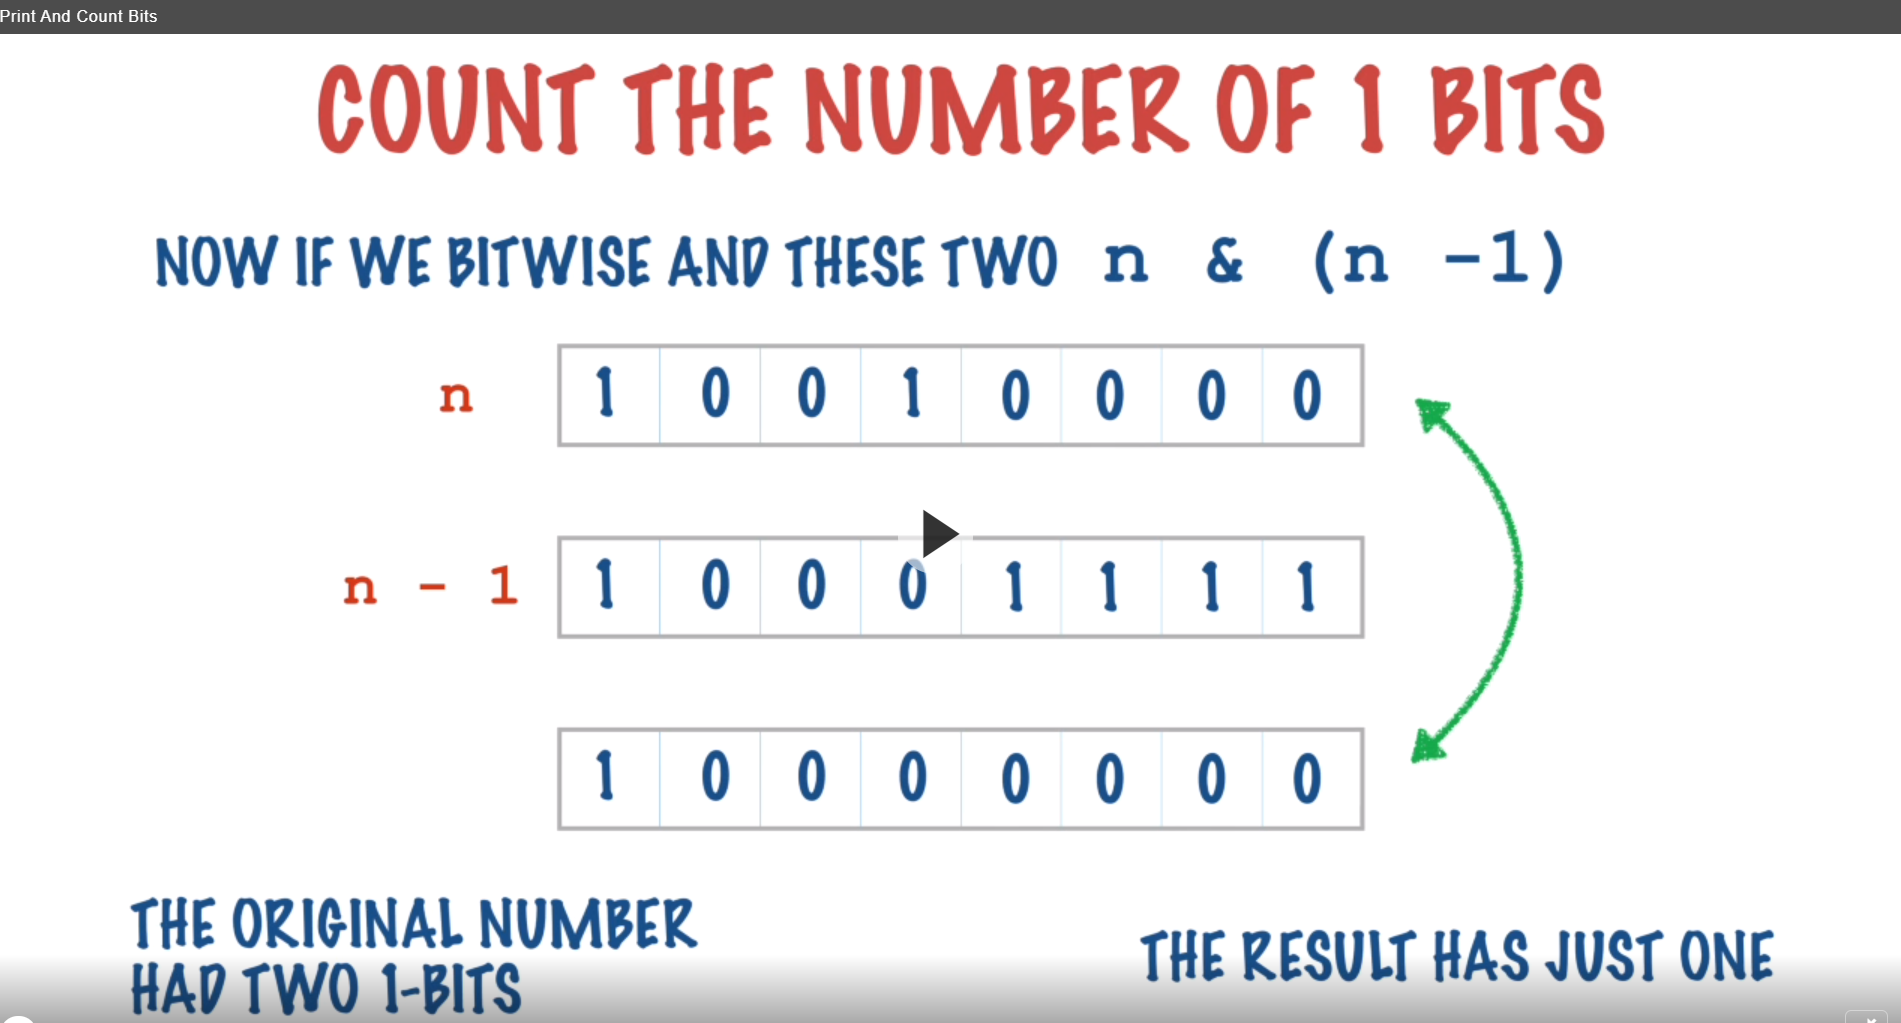 Print And Count Bits
COUNT THE NUMBER OF 1 BITS
NOW IF WE BITWISE AND THESE TWO n & (n -1)
n 1 0 0 1 0 0 0 0
n - 1 1 0 0 0 1 1 1 1
1 0 0 0 0 0 0 0
THE ORIGINAL NUMBER
HAD TWO 1-BITS
THE RESULT HAS JUST ONE